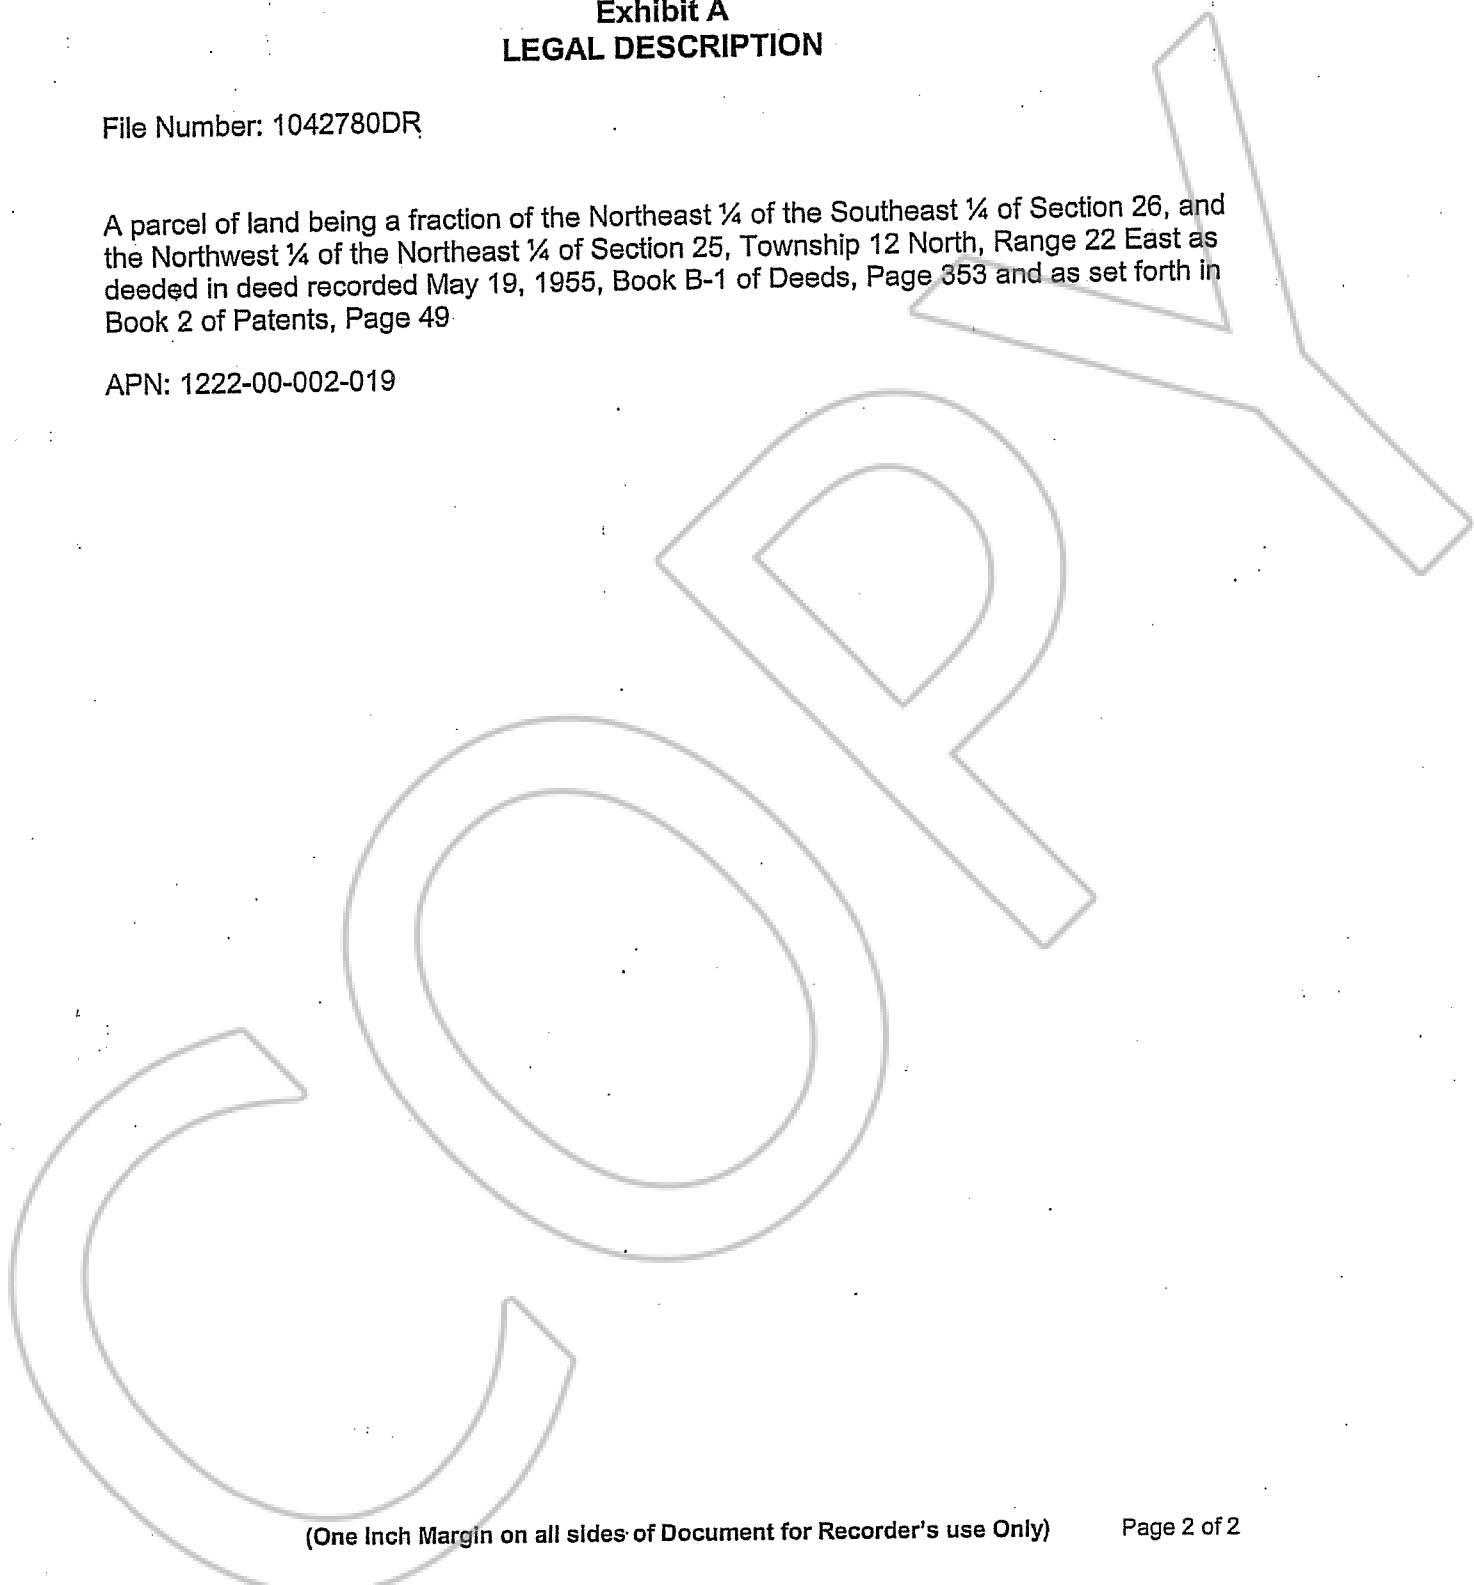 Exhibit A
LEGAL DESCRIPTION
File Number: 1042780DR
A parcel of land being a fraction of the Northeast ¼ of the Southeast ¼ of Section 26, and
the Northwest ¼ of the Northeast ¼ of Section 25, Township 12 North, Range 22 East as
deeded in deed recorded May 19, 1955, Book B-1 of Deeds, Page 353 and as set forth in
Book 2 of Patents, Page 49
APN: 1222-00-002-019
COPY
(One Inch Margin on all sides of Document for Recorder's use Only) Page 2 of 2